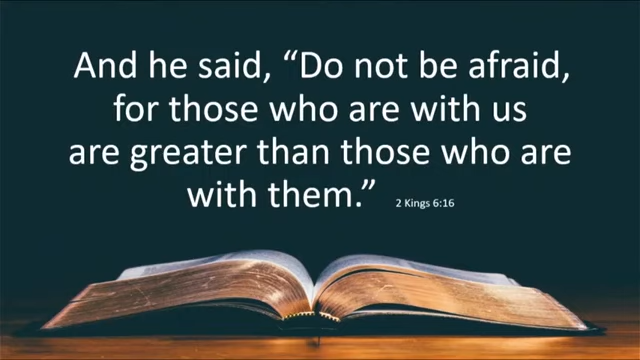 And he said, “Do not be afraid,
for those who are with us
are greater than those who are
with them.” 2 Kings 6:16